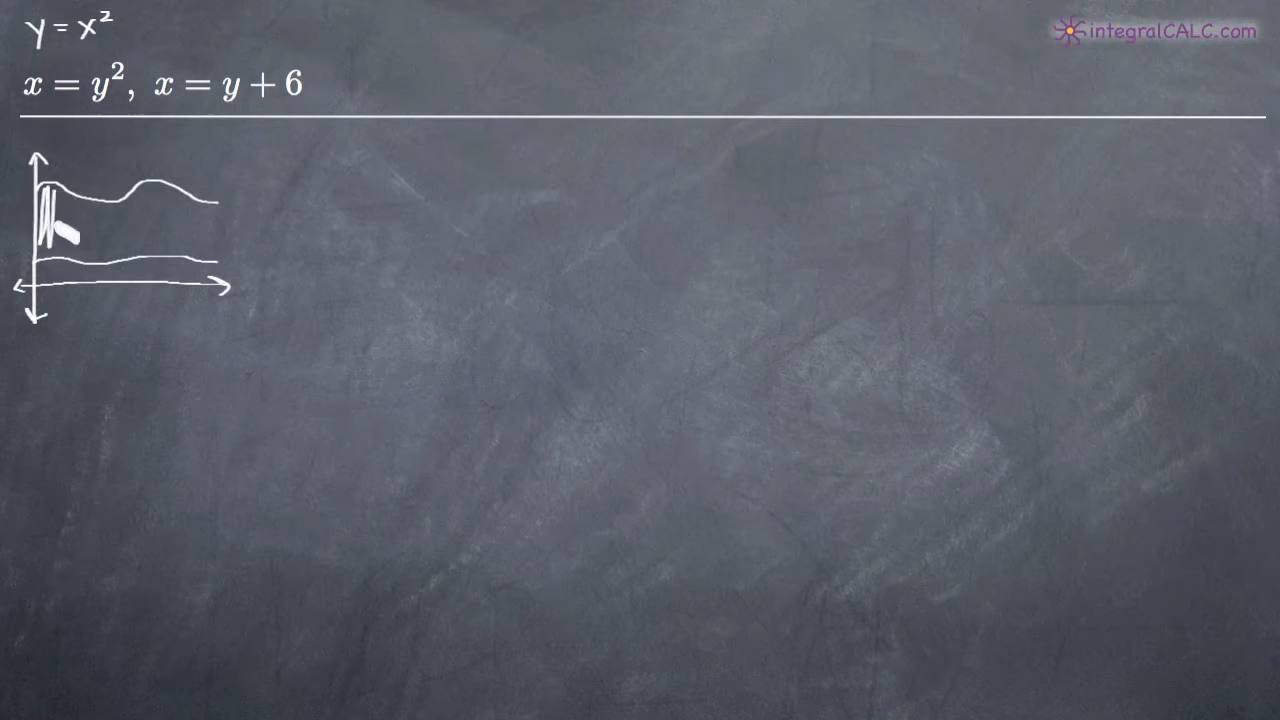 y = x²
integralCALC.com
x = y², x = y + 6